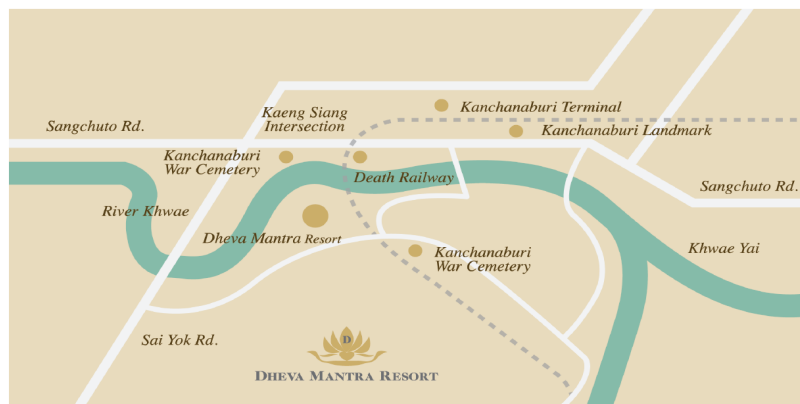 Kanchanaburi Terminal
Kaeng Siang
Intersection
Sangchuto Rd.
Kanchanaburi Landmark
Kanchanaburi
War Cemetery
Death Railway
Sangchuto Rd.
River Khwae
Dheva Mantra Resort
Khwae Yai
Kanchanaburi
War Cemetery
Sai Yok Rd.
D
DHEVA MANTRA RESORT